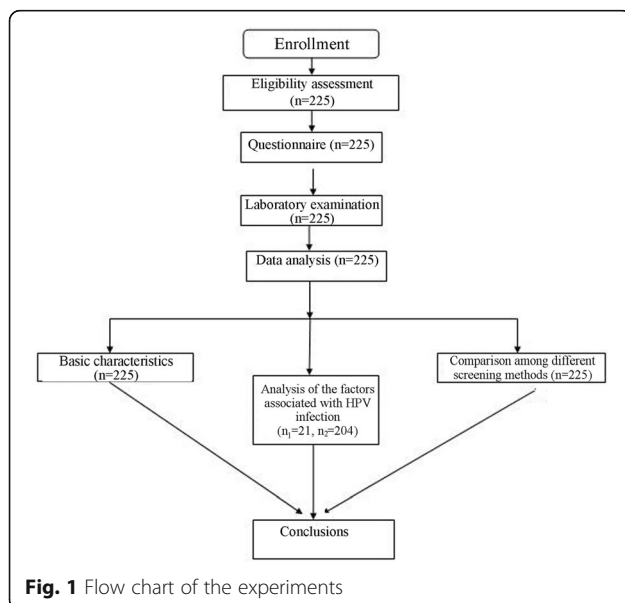 Enrollment
Eligibility assessment
(n=225)
Questionnaire (n=225)
Laboratory examination
(n=225)
Data analysis (n=225)
Basic characteristics
(n=225)
Analysis of the factors
associated with HPV
infection
(n₁=21, n₂=204)
Comparison among different
screening methods (n=225)
Conclusions
Fig. 1 Flow chart of the experiments